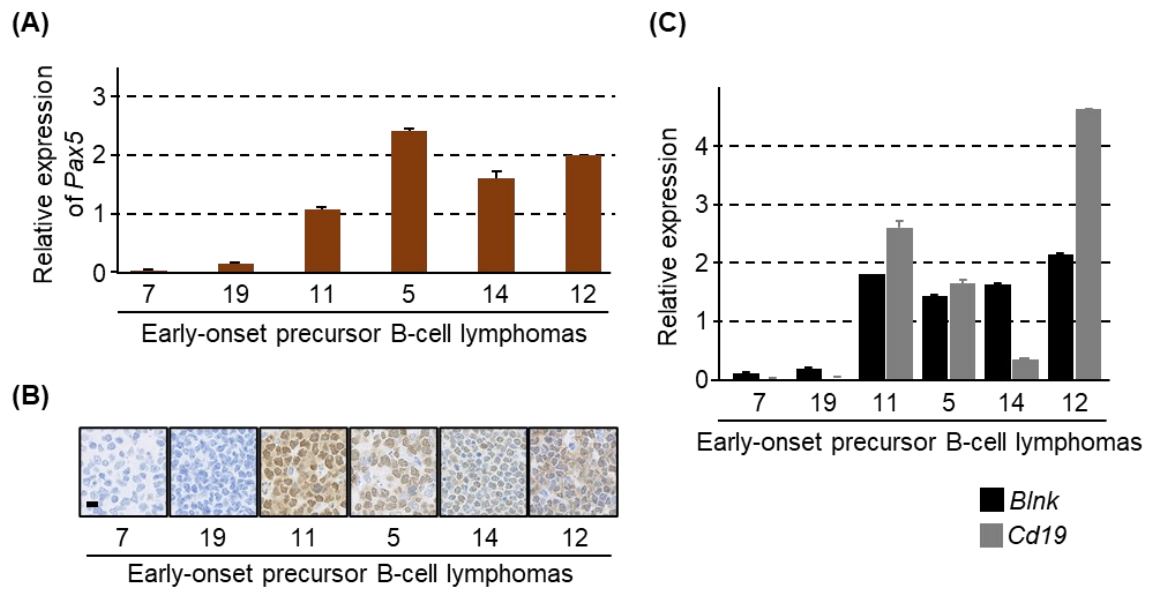 (A)
Relative expression
of Pax5
3
2
1
0
7 19 11 5 14 12
Early-onset precursor B-cell lymphomas
(B)
7 19 11 5 14 12
Early-onset precursor B-cell lymphomas
(C)
Relative expression
4
3
2
1
0
7 19 11 5 14 12
Early-onset precursor B-cell lymphomas
Blnk
Cd19